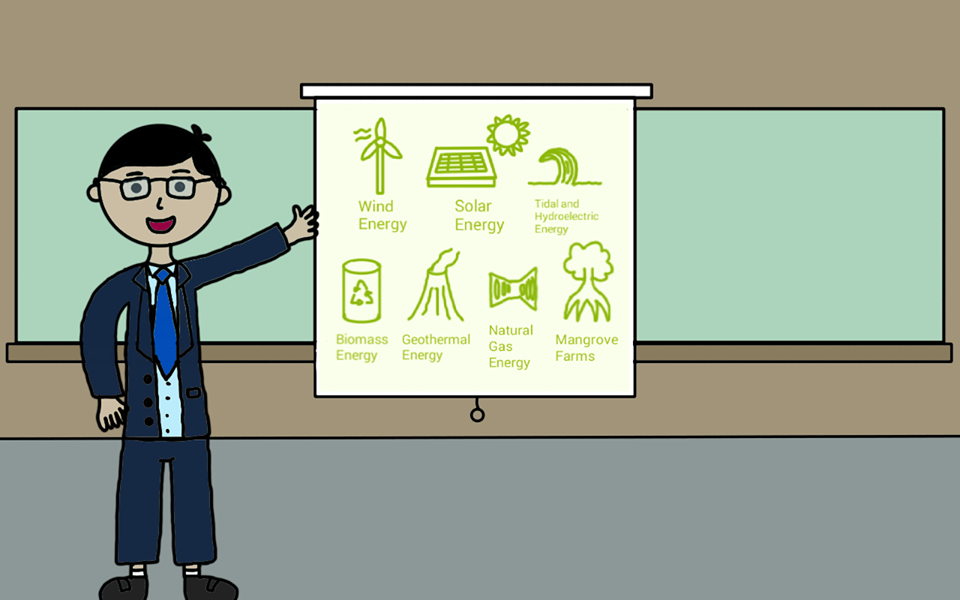 Wind
Energy
Solar
Energy
Tidal and
Hydroelectric
Energy
Biomass
Energy
Geothermal
Energy
Natural
Gas
Energy
Mangrove
Farms